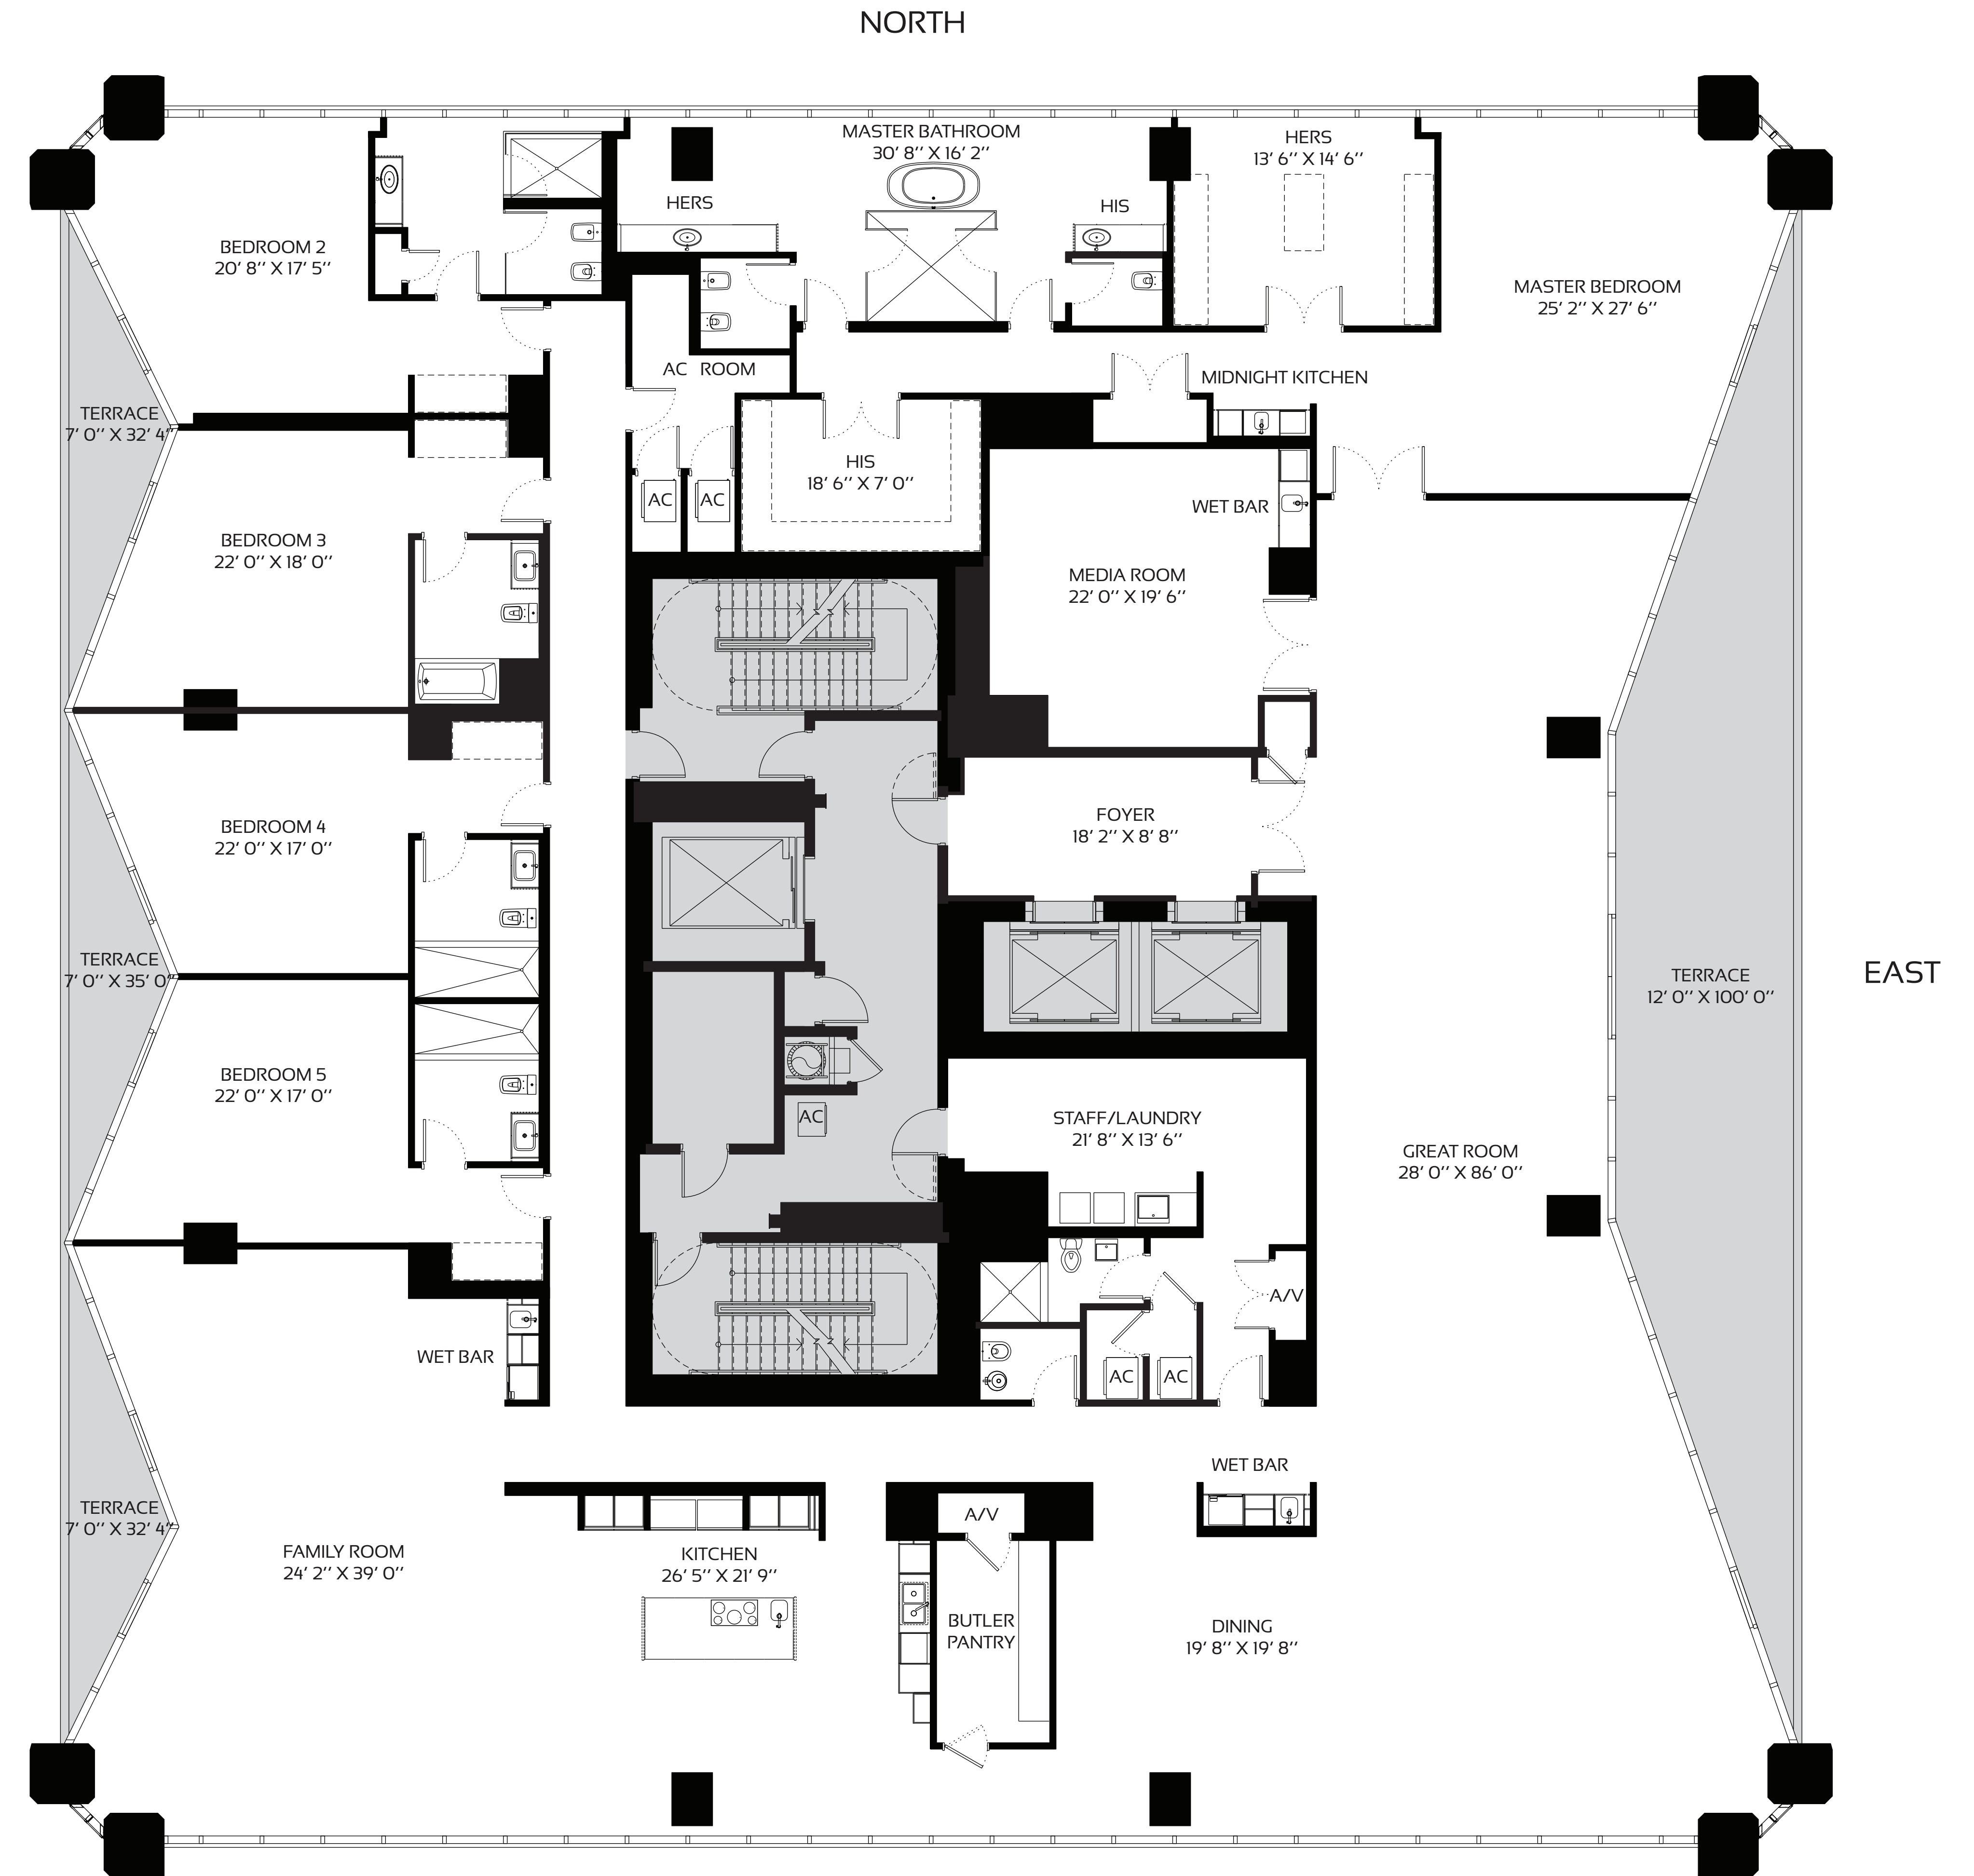 NORTH
MASTER BATHROOM
30' 8'' X 16' 2''
HERS
13' 6'' X 14' 6''
HERS
HIS
BEDROOM 2
20' 8'' X 17' 5''
MASTER BEDROOM
25' 2'' X 27' 6''
AC ROOM
MIDNIGHT KITCHEN
TERRACE
7' 0'' X 32' 4''
HIS
18' 6'' X 7' 0''
AC
AC
WET BAR
BEDROOM 3
22' 0'' X 18' 0''
MEDIA ROOM
22' 0'' X 19' 6''
FOYER
18' 2'' X 8' 8''
BEDROOM 4
22' 0'' X 17' 0''
TERRACE
7' 0'' X 35' 0
TERRACE
12' 0'' X 100' 0''
EAST
BEDROOM 5
22' 0'' X 17' 0''
AC
STAFF/LAUNDRY
21' 8'' X 13' 6''
GREAT ROOM
28' 0'' X 86' 0''
A/V
WET BAR
AC
AC
WET BAR
TERRACE
7' 0'' X 32' 4''
A/V
FAMILY ROOM
24' 2'' X 39' 0''
KITCHEN
26' 5'' X 21' 9''
BUTLER
PANTRY
DINING
19' 8'' X 19' 8''